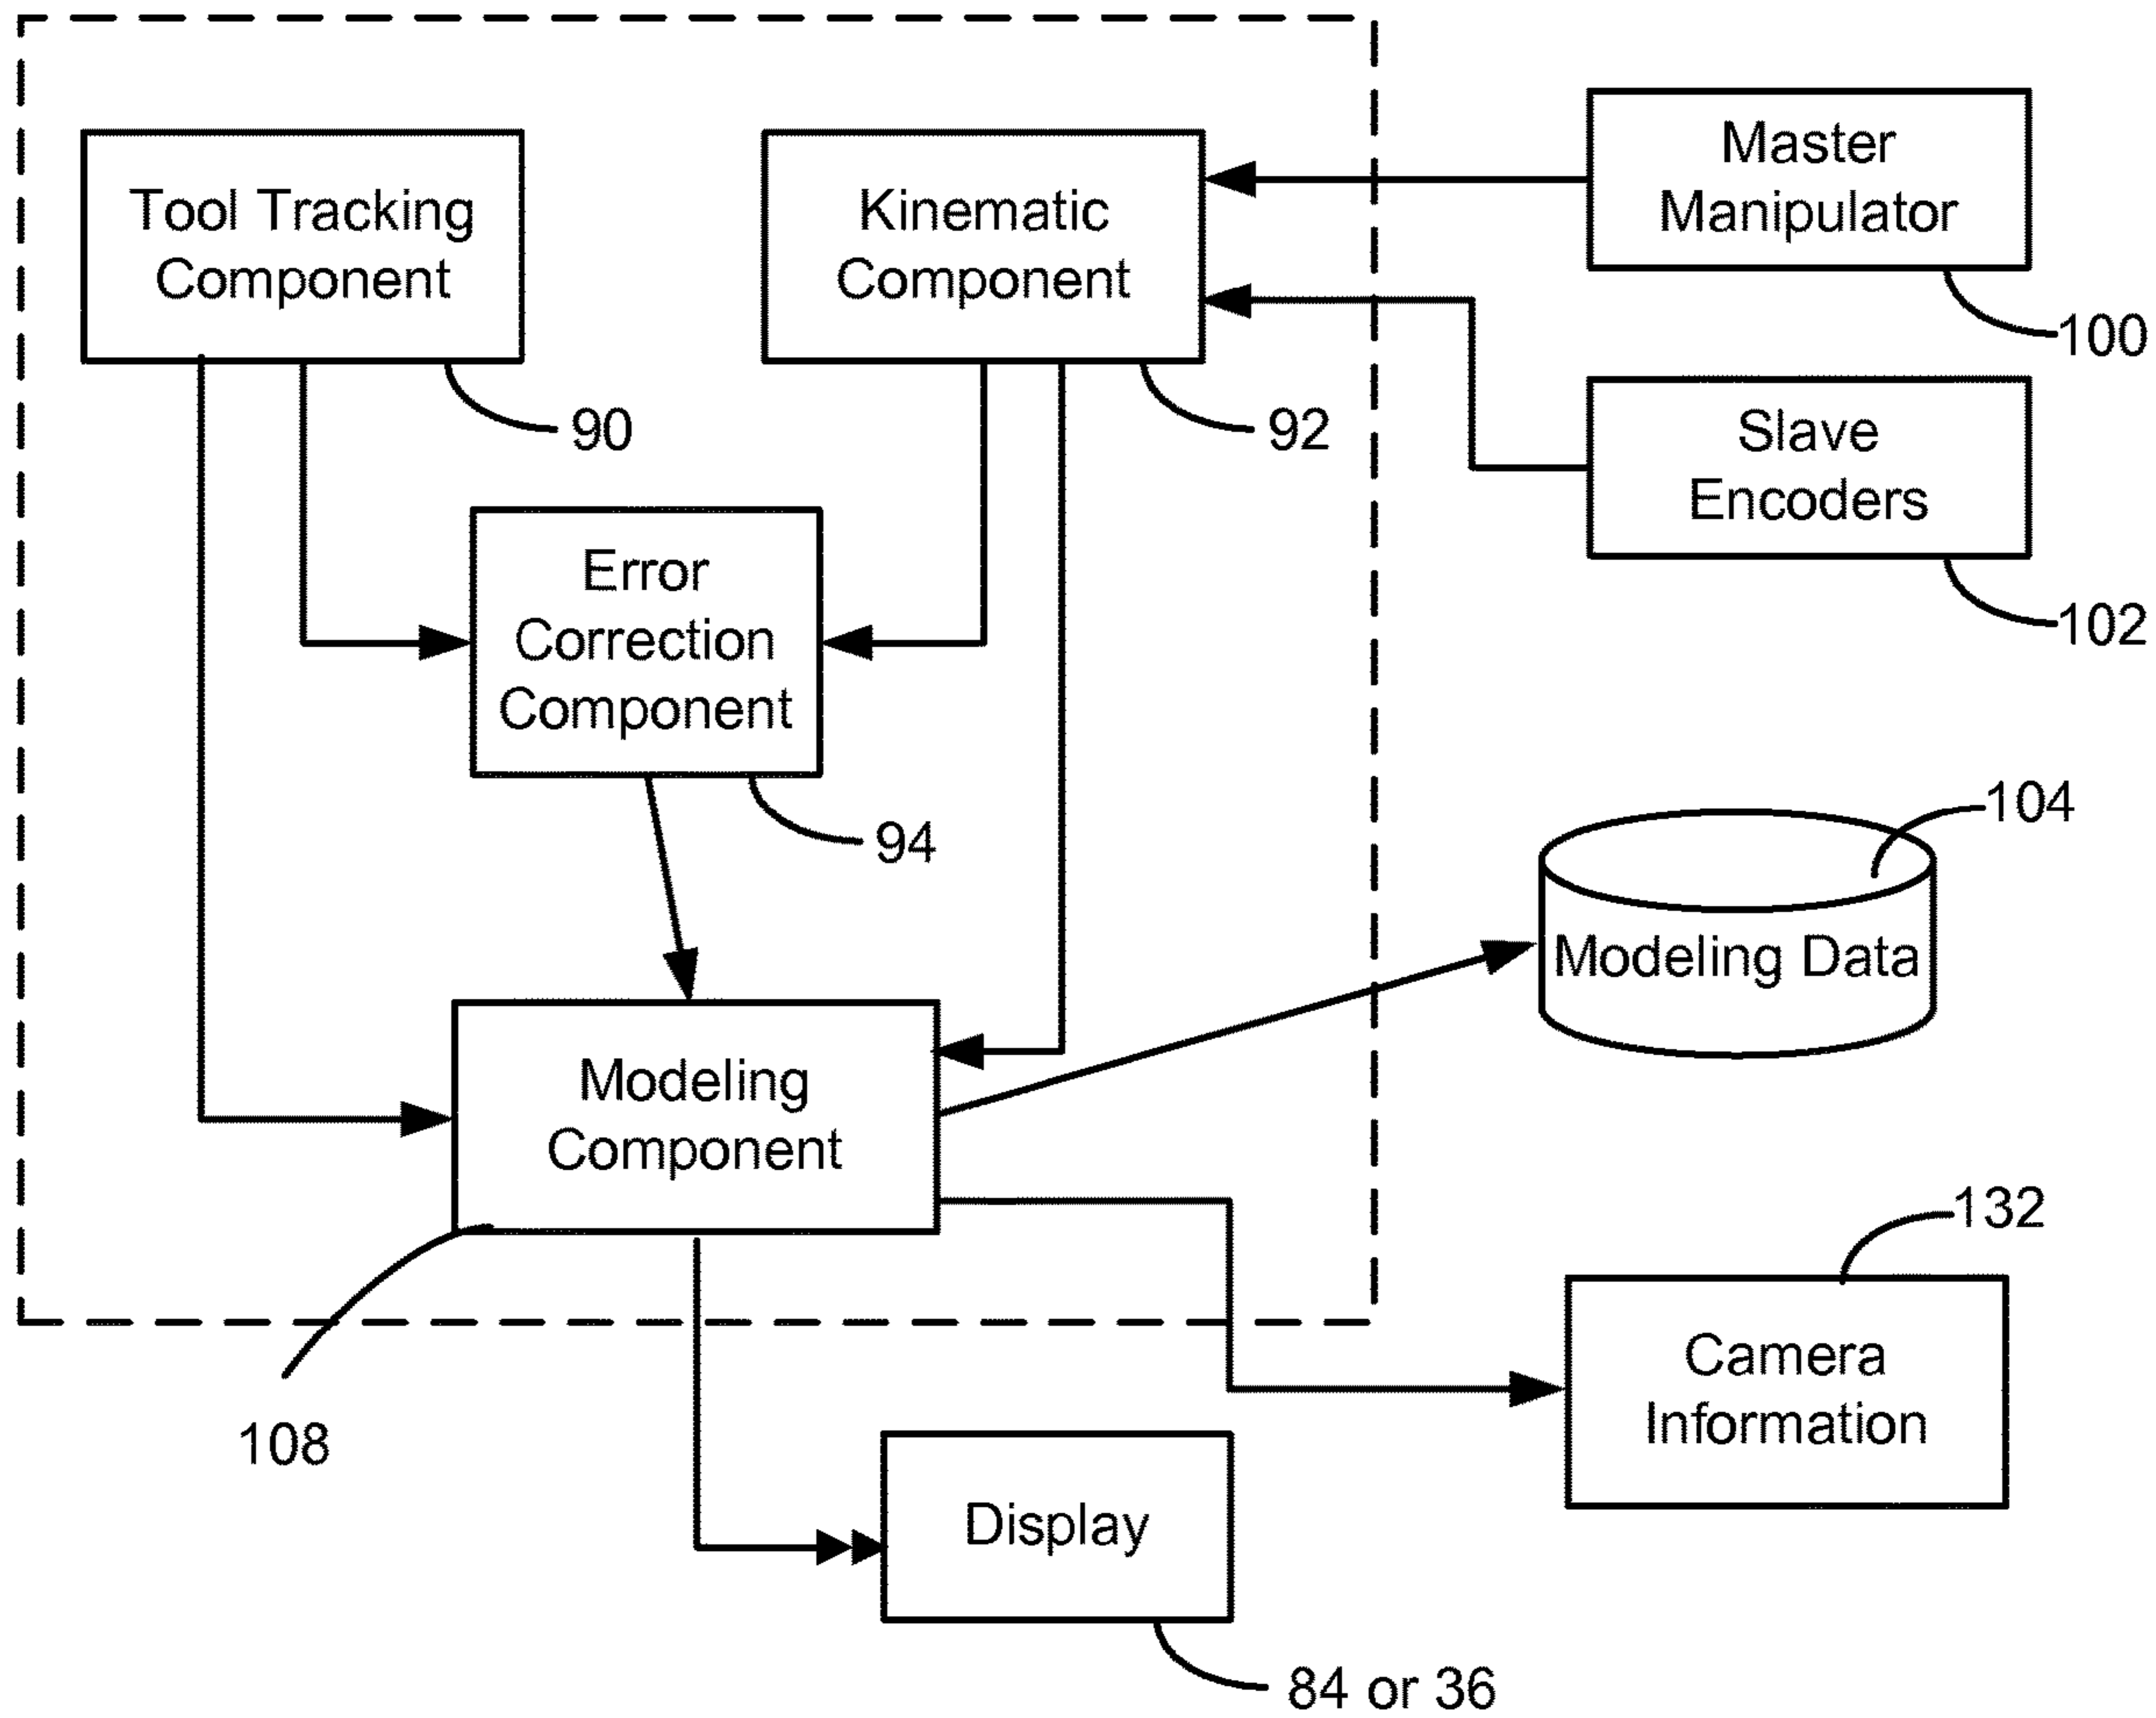 Tool Tracking
Component
90
Kinematic
Component
92
Master
Manipulator
100
Slave
Encoders
102
Error
Correction
Component
94
104
Modeling Data
Modeling
Component
108
132
Camera
Information
Display
84 or 36